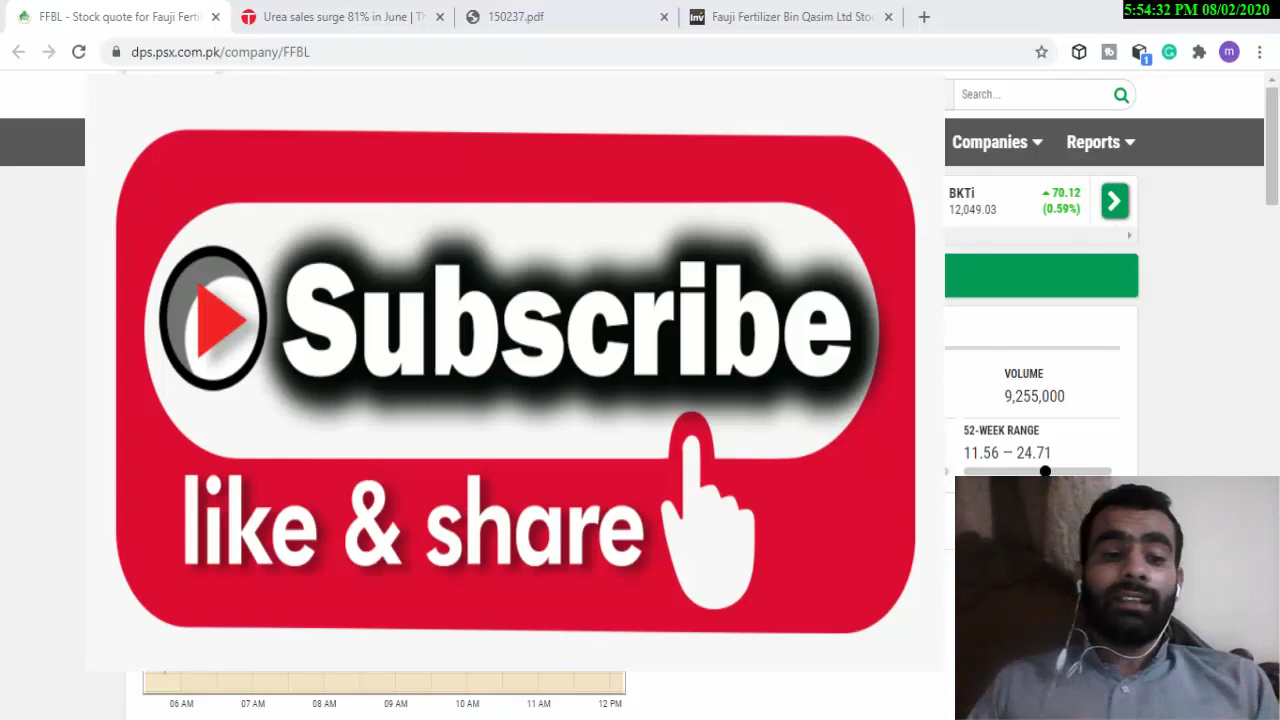 FFBL - Stock quote for Fauji Ferti
Urea sales surge 81% in June | T
150237.pdf
Inv
Fauji Fertilizer Bin Qasim Ltd Sto
5:54:32 PM 08/02/2020
dps.psx.com.pk/company/FFBL
1
m
Search...
Companies
Reports
BKTi
70.12
12,049.03
(0.59%)
Subscribe
like & share
VOLUME
9,255,000
52-WEEK RANGE
11.56 — 24.71
06 AM 07 AM 08 AM 09 AM 10 AM 11 AM 12 PM